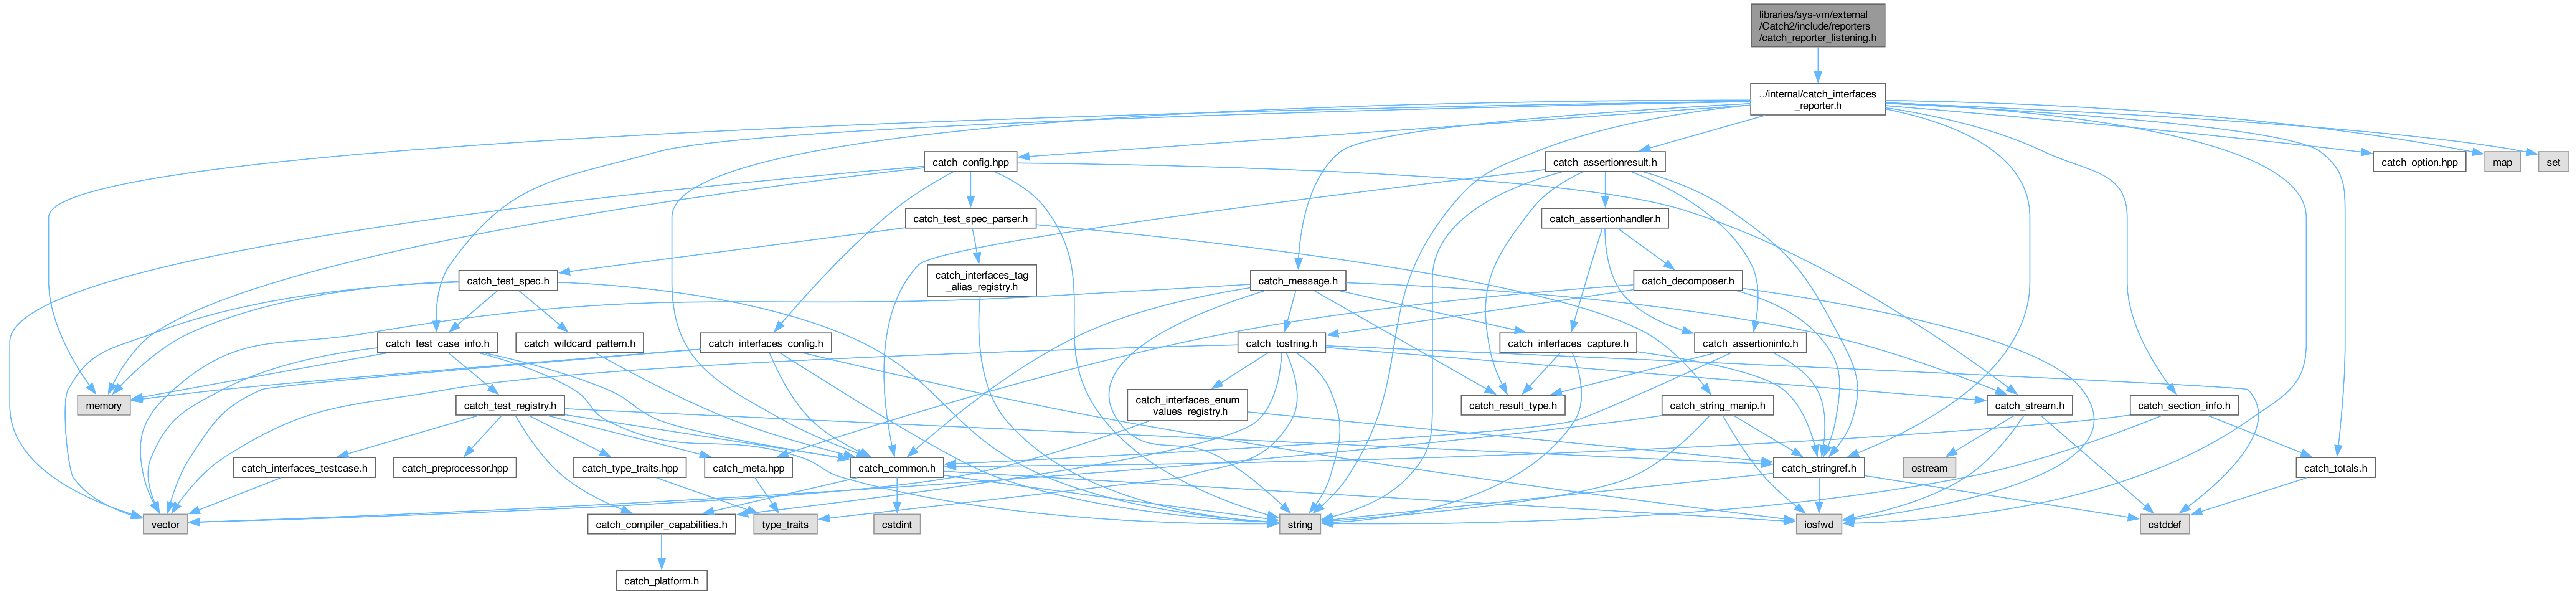 libraries/sys-vm/external
/Catch2/include/reporters
/catch_reporter_listening.h
../internal/catch_interfaces
_reporter.h
catch_config.hpp
catch_assertionresult.h
catch_option.hpp
map
set
catch_test_spec_parser.h
catch_assertionhandler.h
catch_test_spec.h
catch_interfaces_tag
_alias_registry.h
catch_message.h
catch_decomposer.h
catch_test_case_info.h
catch_wildcard_pattern.h
catch_interfaces_config.h
catch_tostring.h
catch_interfaces_capture.h
catch_assertioninfo.h
memory
catch_test_registry.h
catch_interfaces_enum
_values_registry.h
catch_result_type.h
catch_string_manip.h
catch_stream.h
catch_section_info.h
catch_interfaces_testcase.h
catch_preprocessor.hpp
catch_type_traits.hpp
catch_meta.hpp
catch_common.h
catch_stringref.h
ostream
catch_totals.h
vector
catch_compiler_capabilities.h
type_traits
cstdint
string
iosfwd
cstddef
catch_platform.h